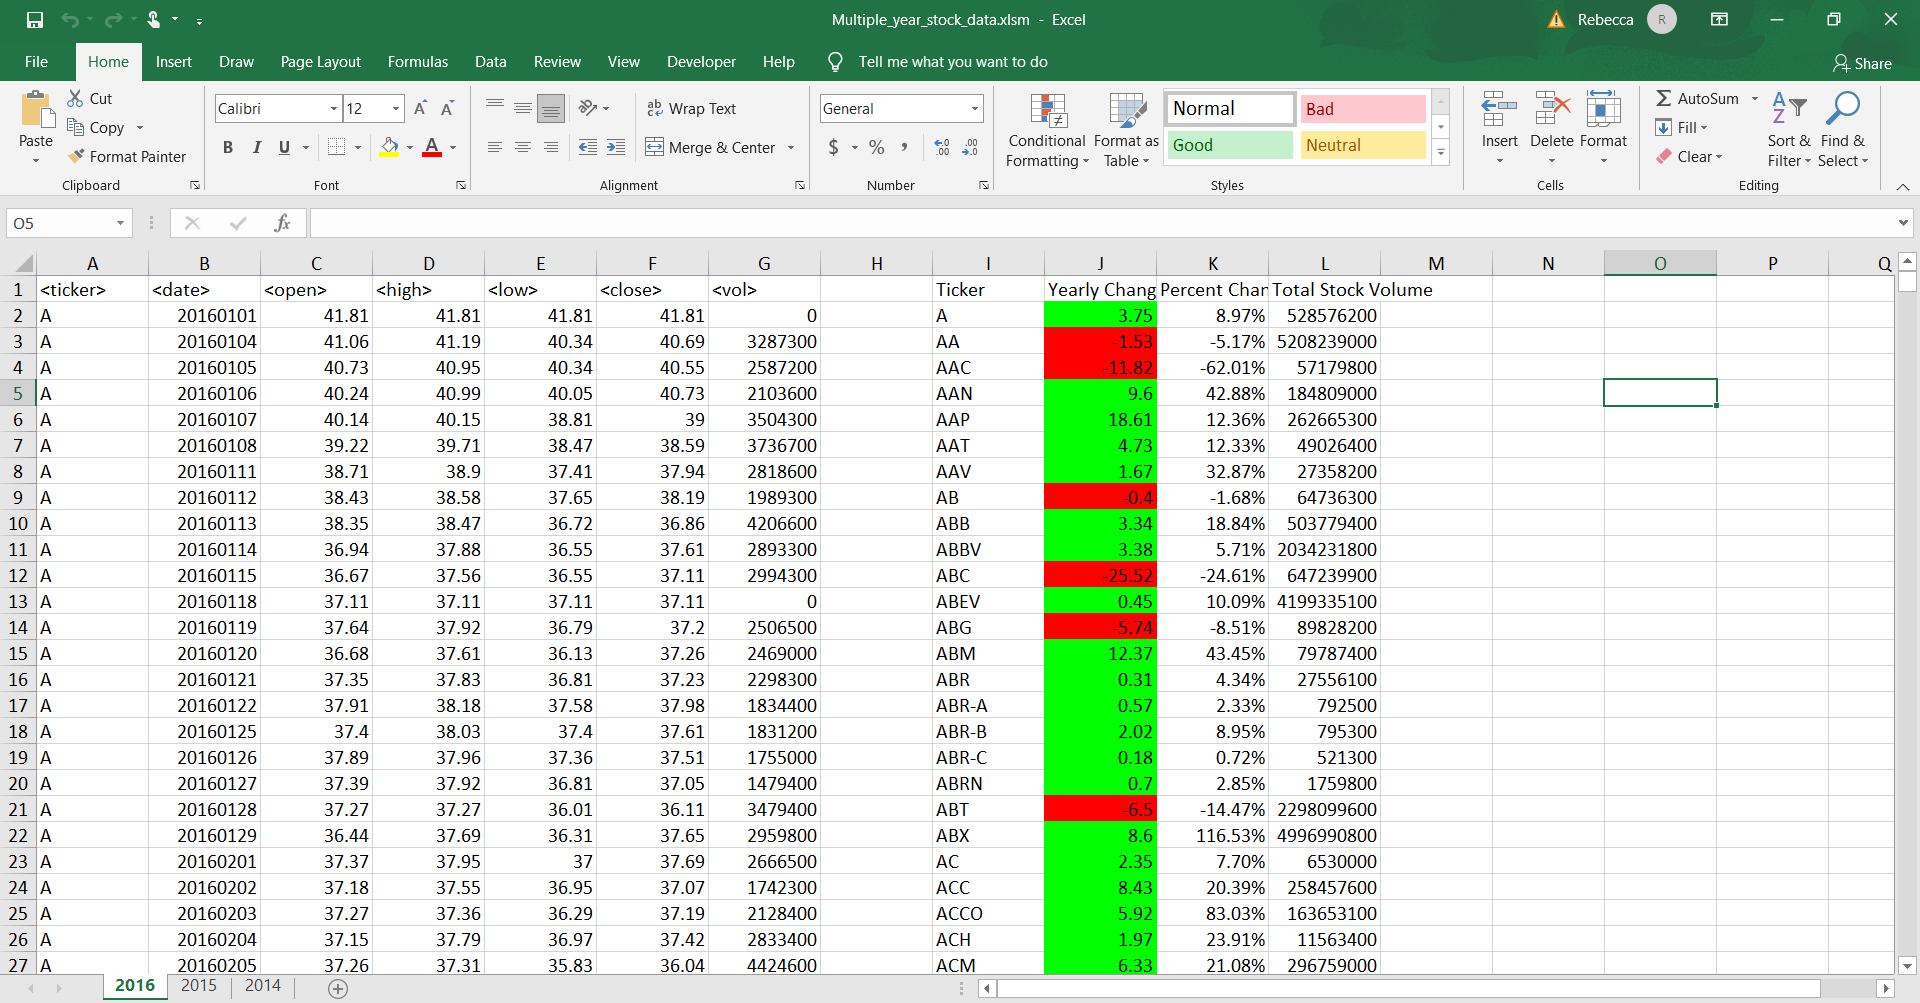 Multiple_year_stock_data.xlsm - Excel
Rebecca R
File Home Insert Draw Page Layout Formulas Data Review View Developer Help Tell me what you want to do Share
Paste
Cut
Copy
Format Painter
Clipboard
Calibri 12
B I U
Font
Wrap Text
Merge & Center
Alignment
General
$ % ,
Number
Conditional Formatting
Format as Table
Normal Bad
Good Neutral
Styles
Insert Delete Format
Cells
AutoSum
Fill
Clear
Sort & Filter
Find & Select
Editing
O5 fx
A B C D E F G H I J K L M N O P Q
1 <ticker> <date> <open> <high> <low> <close> <vol> Ticker Yearly Chang Percent Chan Total Stock Volume
2 A 20160101 41.81 41.81 41.81 41.81 0 A 3.75 8.97% 528576200
3 A 20160104 41.06 41.19 40.34 40.69 3287300 AA -1.53 -5.17% 5208239000
4 A 20160105 40.73 40.95 40.34 40.55 2587200 AAC -11.82 -62.01% 57179800
5 A 20160106 40.24 40.99 40.05 40.73 2103600 AAN 9.6 42.88% 184809000
6 A 20160107 40.14 40.15 38.81 39 3504300 AAP 18.61 12.36% 262665300
7 A 20160108 39.22 39.71 38.47 38.59 3736700 AAT 4.73 12.33% 49026400
8 A 20160111 38.71 38.9 37.41 37.94 2818600 AAV 1.67 32.87% 27358200
9 A 20160112 38.43 38.58 37.65 38.19 1989300 AB -0.4 -1.68% 64736300
10 A 20160113 38.35 38.47 36.72 36.86 4206600 ABB 3.34 18.84% 503779400
11 A 20160114 36.94 37.88 36.55 37.61 2893300 ABBV 3.38 5.71% 2034231800
12 A 20160115 36.67 37.56 36.55 37.11 2994300 ABC -25.52 -24.61% 647239900
13 A 20160118 37.11 37.11 37.11 37.11 0 ABEV 0.45 10.09% 4199335100
14 A 20160119 37.64 37.92 36.79 37.2 2506500 ABG -5.74 -8.51% 89828200
15 A 20160120 36.68 37.61 36.13 37.26 2469000 ABM 12.37 43.45% 79787400
16 A 20160121 37.35 37.83 36.81 37.23 2298300 ABR 0.31 4.34% 27556100
17 A 20160122 37.91 38.18 37.58 37.98 1834400 ABR-A 0.57 2.33% 792500
18 A 20160125 37.4 38.03 37.4 37.61 1831200 ABR-B 2.02 8.95% 795300
19 A 20160126 37.89 37.96 37.36 37.51 1755000 ABR-C 0.18 0.72% 521300
20 A 20160127 37.39 37.92 36.81 37.05 1479400 ABRN 0.7 2.85% 1759800
21 A 20160128 37.27 37.27 36.01 36.11 3479400 ABT -6.5 -14.47% 2298099600
22 A 20160129 36.44 37.69 36.31 37.65 2959800 ABX 8.6 116.53% 4996990800
23 A 20160201 37.37 37.95 37 37.69 2666500 AC 2.35 7.70% 6530000
24 A 20160202 37.18 37.55 36.95 37.07 1742300 ACC 8.43 20.39% 258457600
25 A 20160203 37.27 37.36 36.29 37.19 2128400 ACCO 5.92 83.03% 163653100
26 A 20160204 37.15 37.79 36.97 37.42 2833400 ACH 1.97 23.91% 11563400
27 A 20160205 37.26 37.31 35.83 36.04 4424600 ACM 6.33 21.08% 296759000
2016 2015 2014